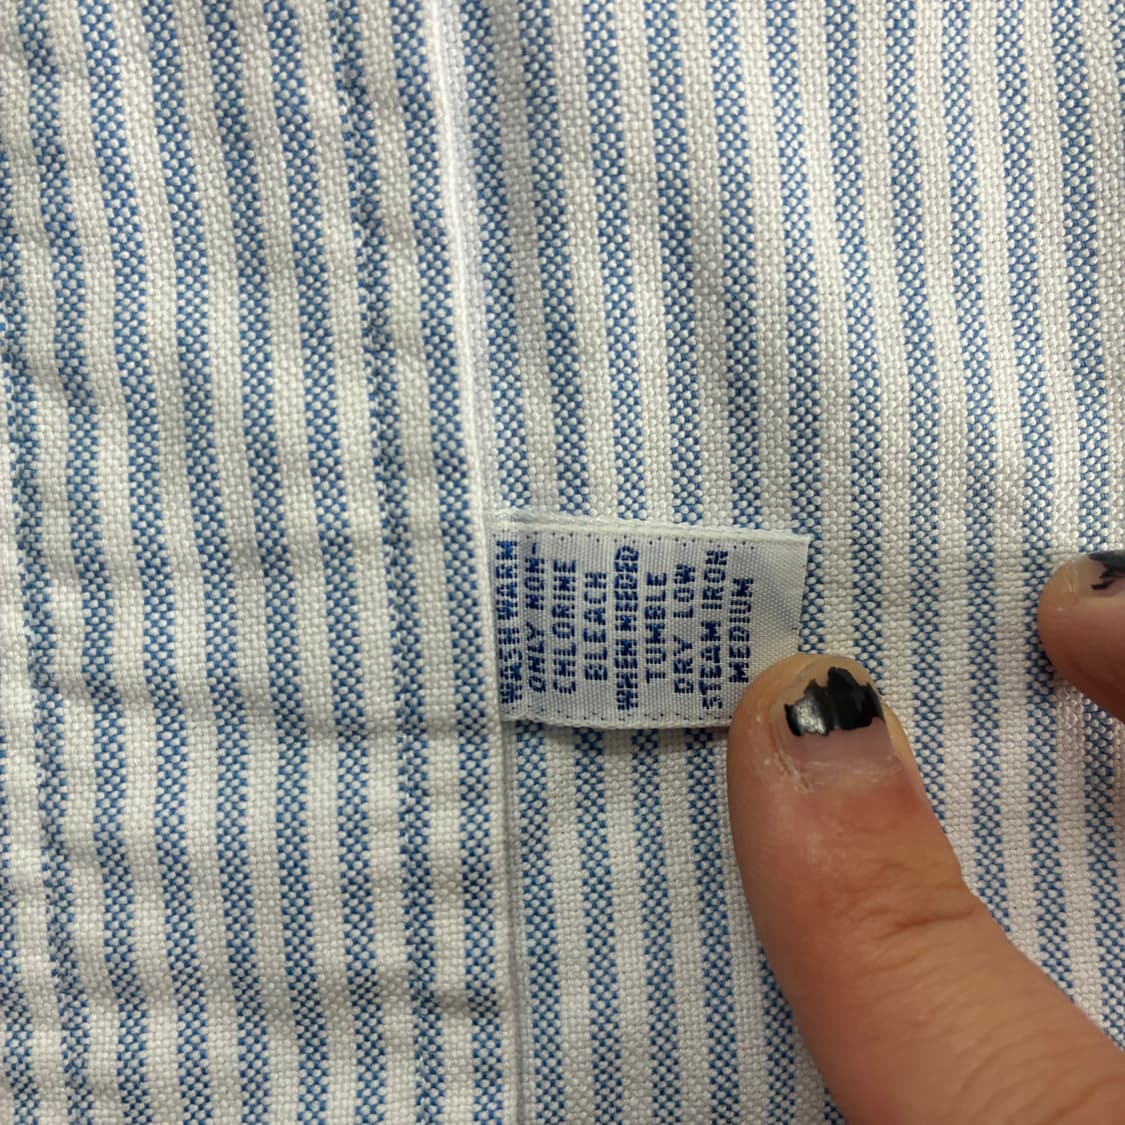 WASH WARM
ONLY NON-
CHLORINE
BLEACH
WHEN NEEDED
TUMBLE
DRY LOW
STEAM IRON
MEDIUM